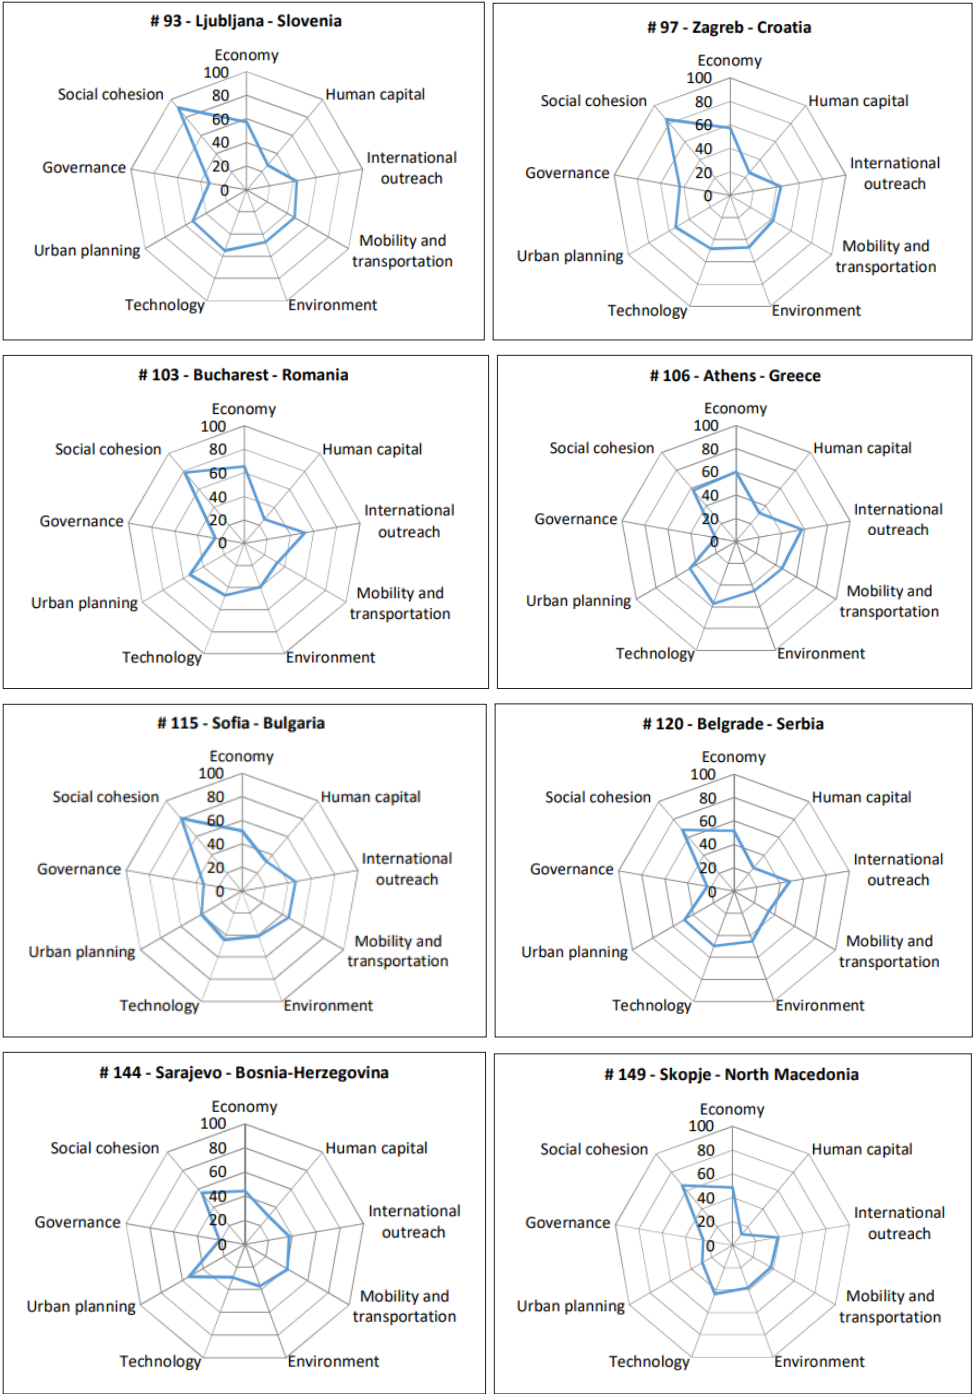 # 93 - Ljubljana - Slovenia
Economy
100
80
60
40
20
0
Social cohesion
Human capital
Governance
International
outreach
Urban planning
Mobility and
transportation
Technology
Environment
# 97 - Zagreb - Croatia
Economy
100
80
60
40
20
0
Social cohesion
Human capital
Governance
International
outreach
Urban planning
Mobility and
transportation
Technology
Environment
# 103 - Bucharest - Romania
Economy
100
80
60
40
20
0
Social cohesion
Human capital
Governance
International
outreach
Urban planning
Mobility and
transportation
Technology
Environment
# 106 - Athens - Greece
Economy
100
80
60
40
20
0
Social cohesion
Human capital
Governance
International
outreach
Urban planning
Mobility and
transportation
Technology
Environment
# 115 - Sofia - Bulgaria
Economy
100
80
60
40
20
0
Social cohesion
Human capital
Governance
International
outreach
Urban planning
Mobility and
transportation
Technology
Environment
# 120 - Belgrade - Serbia
Economy
100
80
60
40
20
0
Social cohesion
Human capital
Governance
International
outreach
Urban planning
Mobility and
transportation
Technology
Environment
# 144 - Sarajevo - Bosnia-Herzegovina
Economy
100
80
60
40
20
0
Social cohesion
Human capital
Governance
International
outreach
Urban planning
Mobility and
transportation
Technology
Environment
# 149 - Skopje - North Macedonia
Economy
100
80
60
40
20
0
Social cohesion
Human capital
Governance
International
outreach
Urban planning
Mobility and
transportation
Technology
Environment